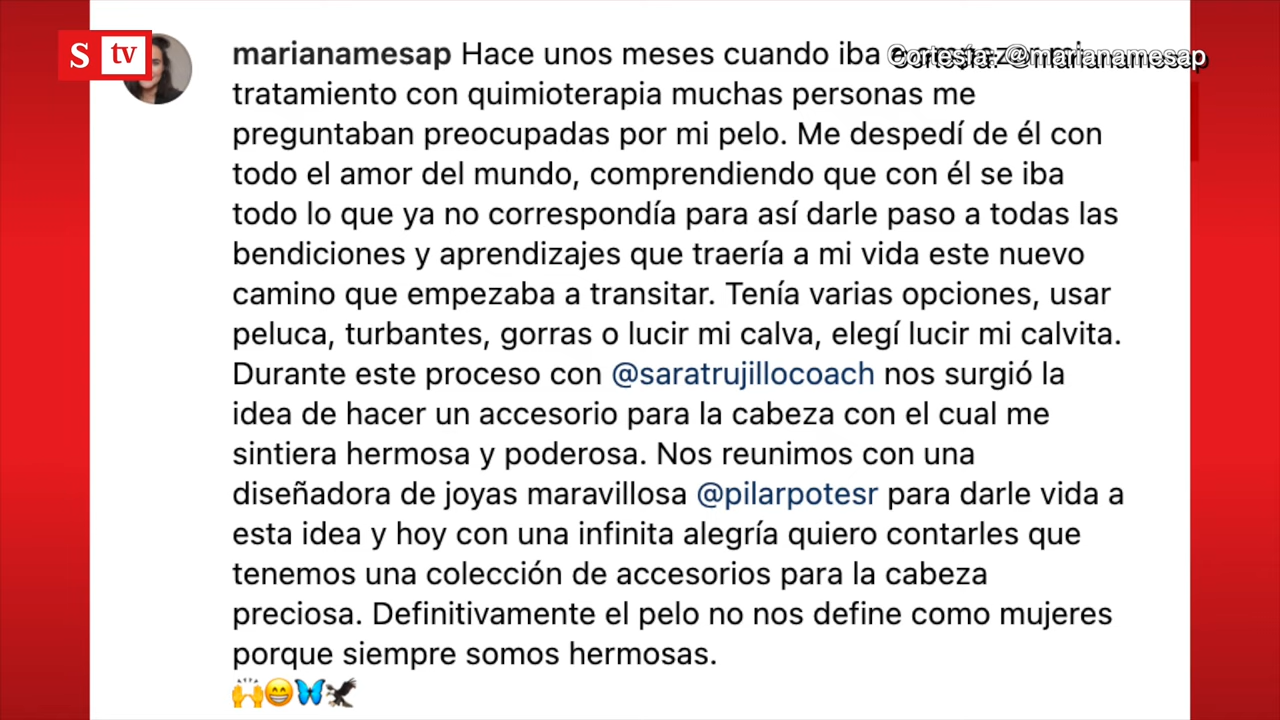 S tv
Cortesía: @marianamesap
marianamesap Hace unos meses cuando iba a empezar mi
tratamiento con quimioterapia muchas personas me
preguntaban preocupadas por mi pelo. Me despedí de él con
todo el amor del mundo, comprendiendo que con él se iba
todo lo que ya no correspondía para así darle paso a todas las
bendiciones y aprendizajes que traería a mi vida este nuevo
camino que empezaba a transitar. Tenía varias opciones, usar
peluca, turbantes, gorras o lucir mi calva, elegí lucir mi calvita.
Durante este proceso con @saratrujillocoach nos surgió la
idea de hacer un accesorio para la cabeza con el cual me
sintiera hermosa y poderosa. Nos reunimos con una
diseñadora de joyas maravillosa @pilarpotesr para darle vida a
esta idea y hoy con una infinita alegría quiero contarles que
tenemos una colección de accesorios para la cabeza
preciosa. Definitivamente el pelo no nos define como mujeres
porque siempre somos hermosas.
🙌😁🦋🦅